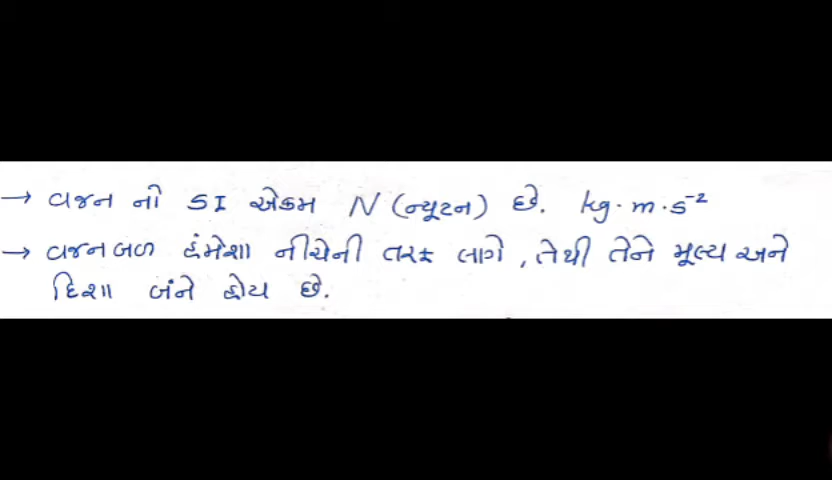 → વજન નો SI એકમ N (ન્યૂટન) છે. kg·m·s⁻²
→ વજનબળ હંમેશા નીચેની તરફ લાગે, તેથી તેને મૂલ્ય અને
દિશા બંને હોય છે.